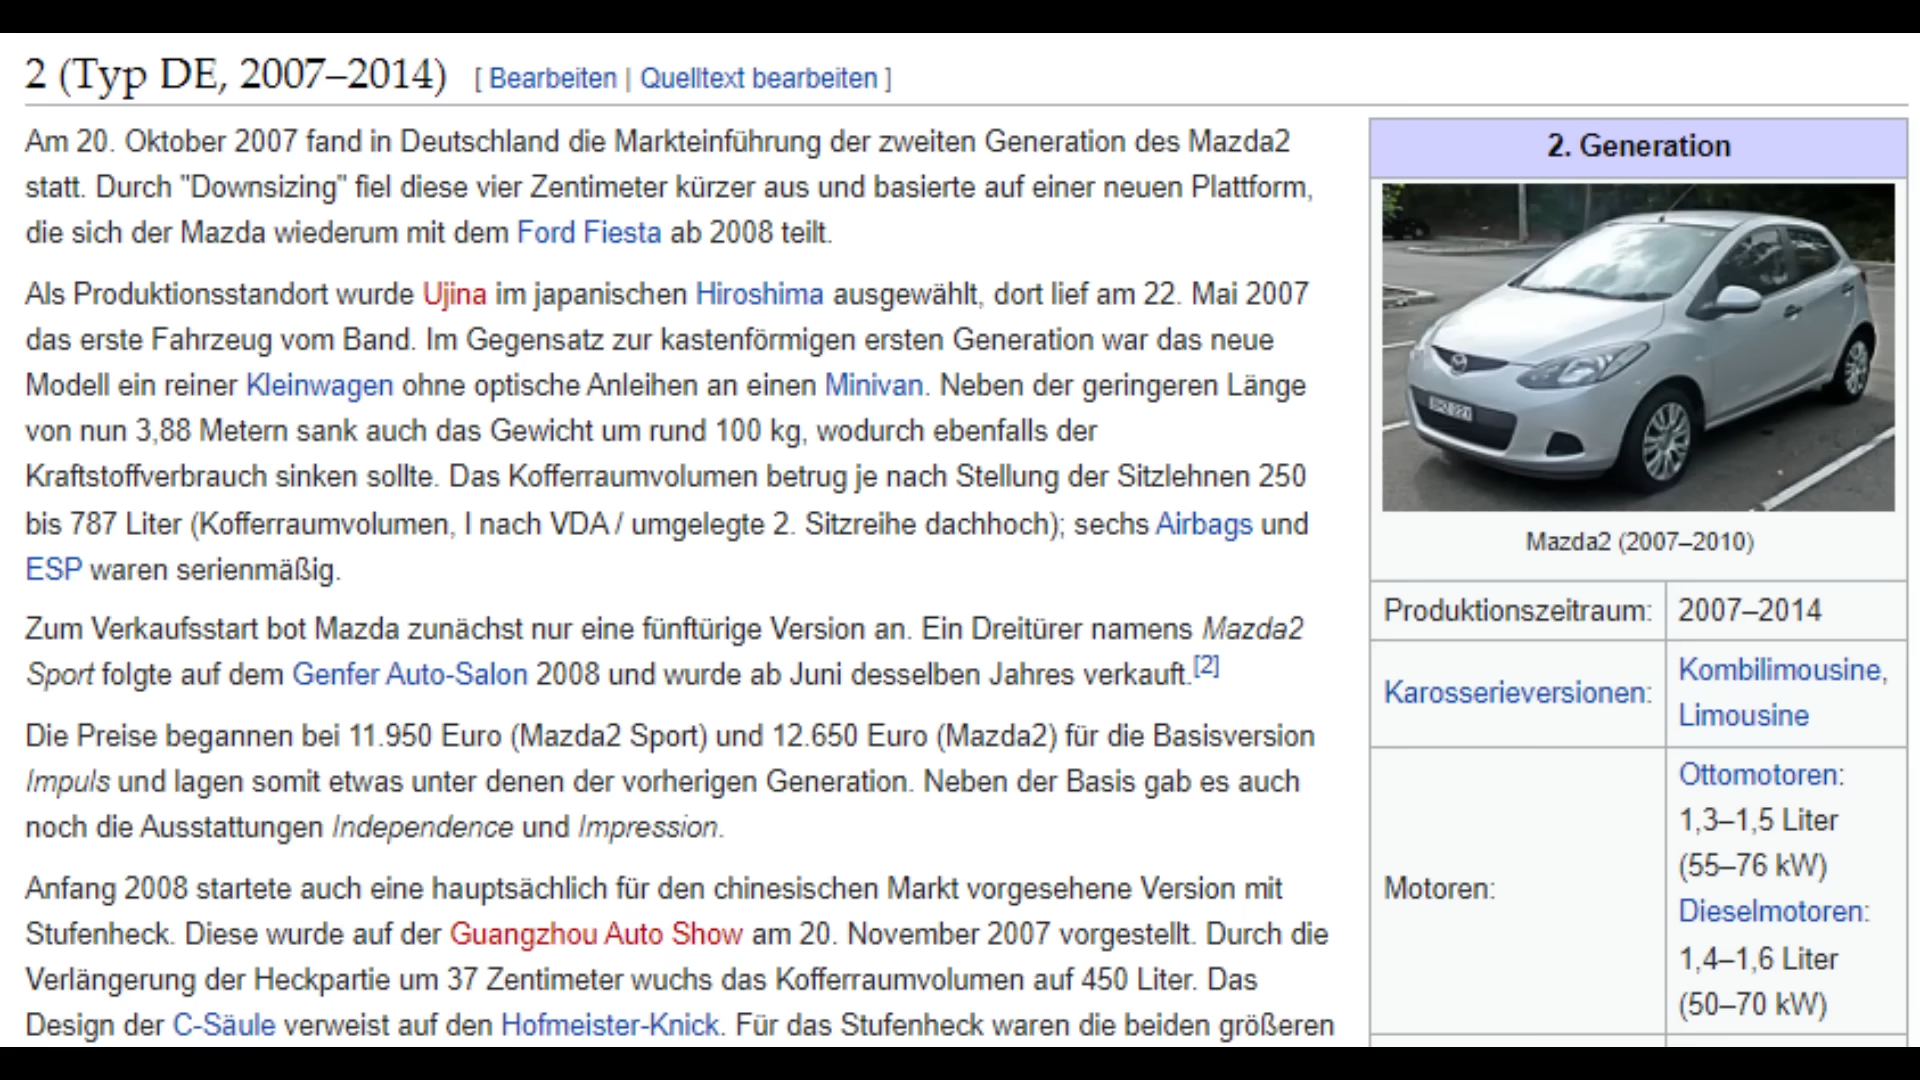 2 (Typ DE, 2007–2014) [ Bearbeiten | Quelltext bearbeiten ]
Am 20. Oktober 2007 fand in Deutschland die Markteinführung der zweiten Generation des Mazda2
statt. Durch "Downsizing" fiel diese vier Zentimeter kürzer aus und basierte auf einer neuen Plattform,
die sich der Mazda wiederum mit dem Ford Fiesta ab 2008 teilt.
Als Produktionsstandort wurde Ujina im japanischen Hiroshima ausgewählt, dort lief am 22. Mai 2007
das erste Fahrzeug vom Band. Im Gegensatz zur kastenförmigen ersten Generation war das neue
Modell ein reiner Kleinwagen ohne optische Anleihen an einen Minivan. Neben der geringeren Länge
von nun 3,88 Metern sank auch das Gewicht um rund 100 kg, wodurch ebenfalls der
Kraftstoffverbrauch sinken sollte. Das Kofferraumvolumen betrug je nach Stellung der Sitzlehnen 250
bis 787 Liter (Kofferraumvolumen, l nach VDA / umgelegte 2. Sitzreihe dachhoch); sechs Airbags und
ESP waren serienmäßig.
Zum Verkaufsstart bot Mazda zunächst nur eine fünftürige Version an. Ein Dreitürer namens Mazda2
Sport folgte auf dem Genfer Auto-Salon 2008 und wurde ab Juni desselben Jahres verkauft.[2]
Die Preise begannen bei 11.950 Euro (Mazda2 Sport) und 12.650 Euro (Mazda2) für die Basisversion
Impuls und lagen somit etwas unter denen der vorherigen Generation. Neben der Basis gab es auch
noch die Ausstattungen Independence und Impression.
Anfang 2008 startete auch eine hauptsächlich für den chinesischen Markt vorgesehene Version mit
Stufenheck. Diese wurde auf der Guangzhou Auto Show am 20. November 2007 vorgestellt. Durch die
Verlängerung der Heckpartie um 37 Zentimeter wuchs das Kofferraumvolumen auf 450 Liter. Das
Design der C-Säule verweist auf den Hofmeister-Knick. Für das Stufenheck waren die beiden größeren
2. Generation
Mazda2 (2007–2010)
Produktionszeitraum: 2007–2014
Karosserieversionen: Kombilimousine,
Limousine
Motoren: Ottomotoren:
1,3–1,5 Liter
(55–76 kW)
Dieselmotoren:
1,4–1,6 Liter
(50–70 kW)